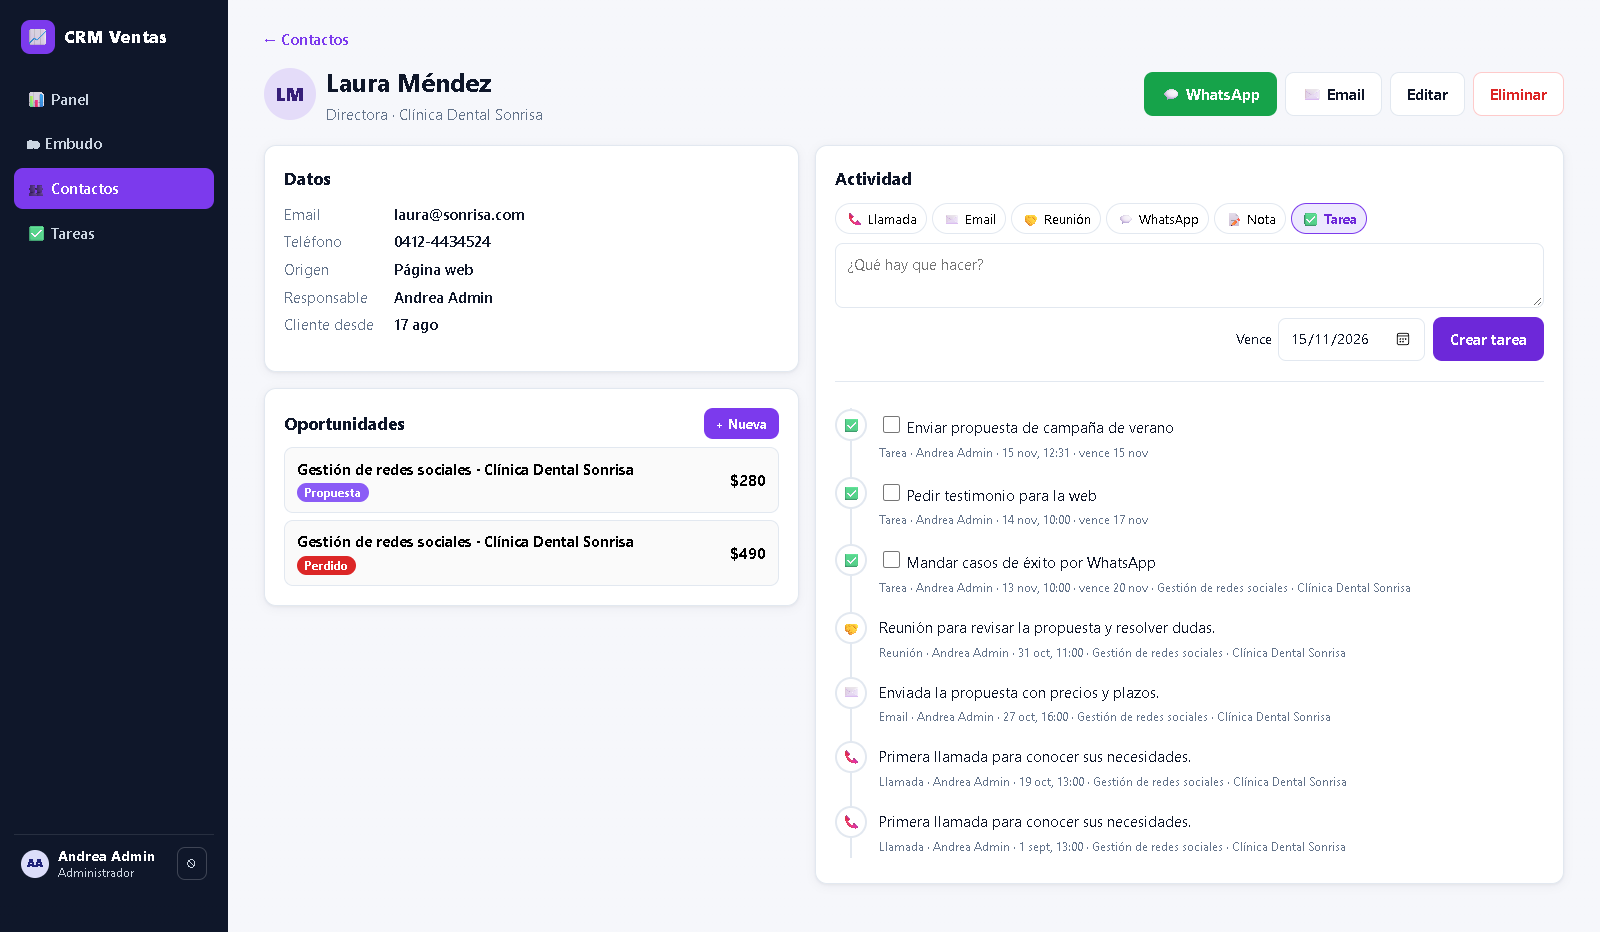 CRM Ventas
Panel
Embudo
Contactos
Tareas
Andrea Admin
AA
Administrador
← Contactos
LM
Laura Méndez
Directora · Clínica Dental Sonrisa
WhatsApp
Email
Editar
Eliminar
Datos
Email laura@sonrisa.com
Teléfono 0412-4434524
Origen Página web
Responsable Andrea Admin
Cliente desde 17 ago
Oportunidades
+ Nueva
Gestión de redes sociales · Clínica Dental Sonrisa
Propuesta
$280
Gestión de redes sociales · Clínica Dental Sonrisa
Perdido
$490
Actividad
Llamada
Email
Reunión
WhatsApp
Nota
Tarea
¿Qué hay que hacer?
Vence 15/11/2026
Crear tarea
Enviar propuesta de campaña de verano
Tarea · Andrea Admin · 15 nov, 12:31 · vence 15 nov
Pedir testimonio para la web
Tarea · Andrea Admin · 14 nov, 10:00 · vence 17 nov
Mandar casos de éxito por WhatsApp
Tarea · Andrea Admin · 13 nov, 10:00 · vence 20 nov · Gestión de redes sociales · Clínica Dental Sonrisa
Reunión para revisar la propuesta y resolver dudas.
Reunión · Andrea Admin · 31 oct, 11:00 · Gestión de redes sociales · Clínica Dental Sonrisa
Enviada la propuesta con precios y plazos.
Email · Andrea Admin · 27 oct, 16:00 · Gestión de redes sociales · Clínica Dental Sonrisa
Primera llamada para conocer sus necesidades.
Llamada · Andrea Admin · 19 oct, 13:00 · Gestión de redes sociales · Clínica Dental Sonrisa
Primera llamada para conocer sus necesidades.
Llamada · Andrea Admin · 1 sept, 13:00 · Gestión de redes sociales · Clínica Dental Sonrisa